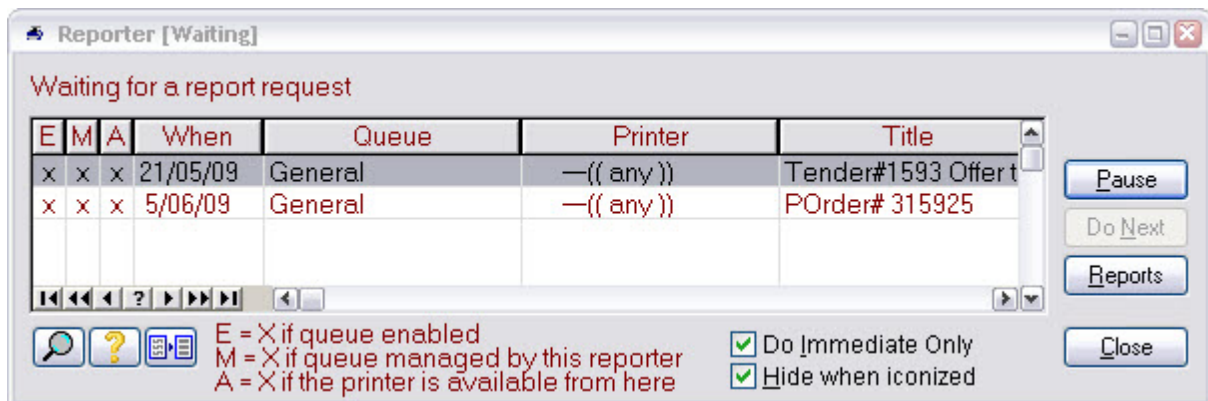 Reporter [Waiting]
Waiting for a report request
E M A When Queue Printer Title
x x x 21/05/09 General —(( any )) Tender#1593 Offer t
x x x 5/06/09 General —(( any )) POrder# 315925
Pause
Do Next
Reports
?
?
E = X if queue enabled
M = X if queue managed by this reporter
A = X if the printer is available from here
Do Immediate Only
Hide when iconized
Close